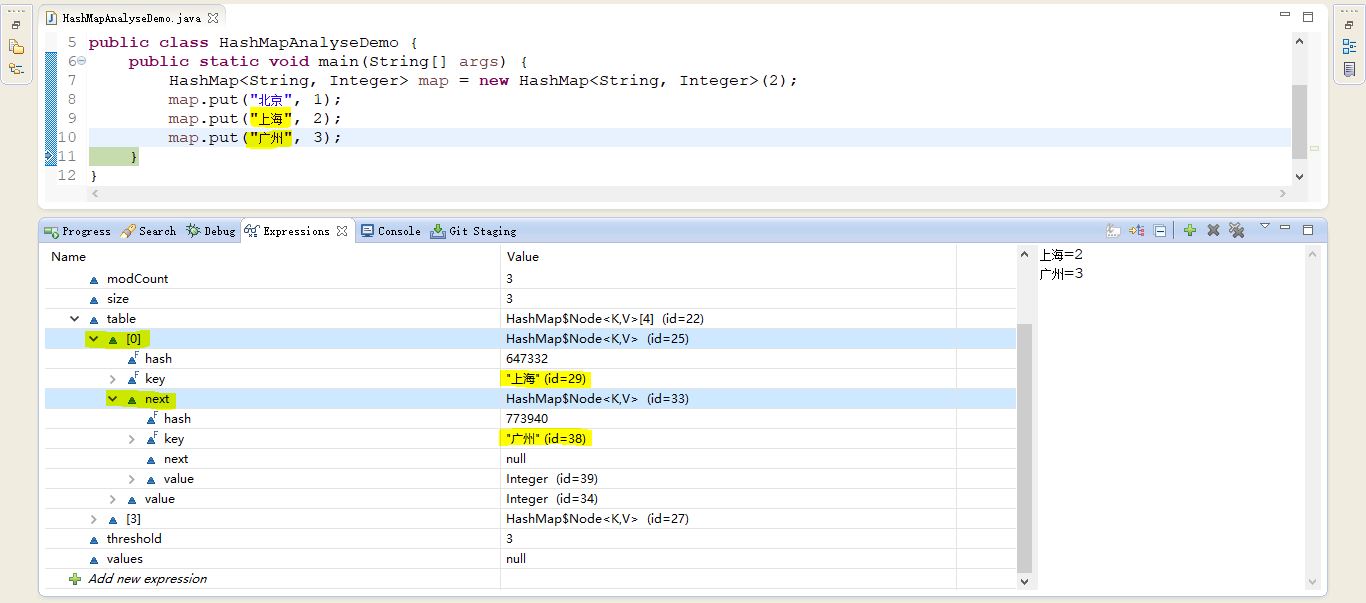 HashMapAnalyseDemo.java
5 public class HashMapAnalyseDemo {
6 public static void main(String[] args) {
7 HashMap<String, Integer> map = new HashMap<String, Integer>(2);
8 map.put("北京", 1);
9 map.put("上海", 2);
10 map.put("广州", 3);
11 }
12 }
Progress Search Debug Expressions Console Git Staging
Name Value
上海=2
广州=3
modCount 3
size 3
table HashMap$Node<K,V>[4] (id=22)
[0] HashMap$Node<K,V> (id=25)
hash 647332
key "上海" (id=29)
next HashMap$Node<K,V> (id=33)
hash 773940
key "广州" (id=38)
next null
value Integer (id=39)
value Integer (id=34)
[3] HashMap$Node<K,V> (id=27)
threshold 3
values null
Add new expression